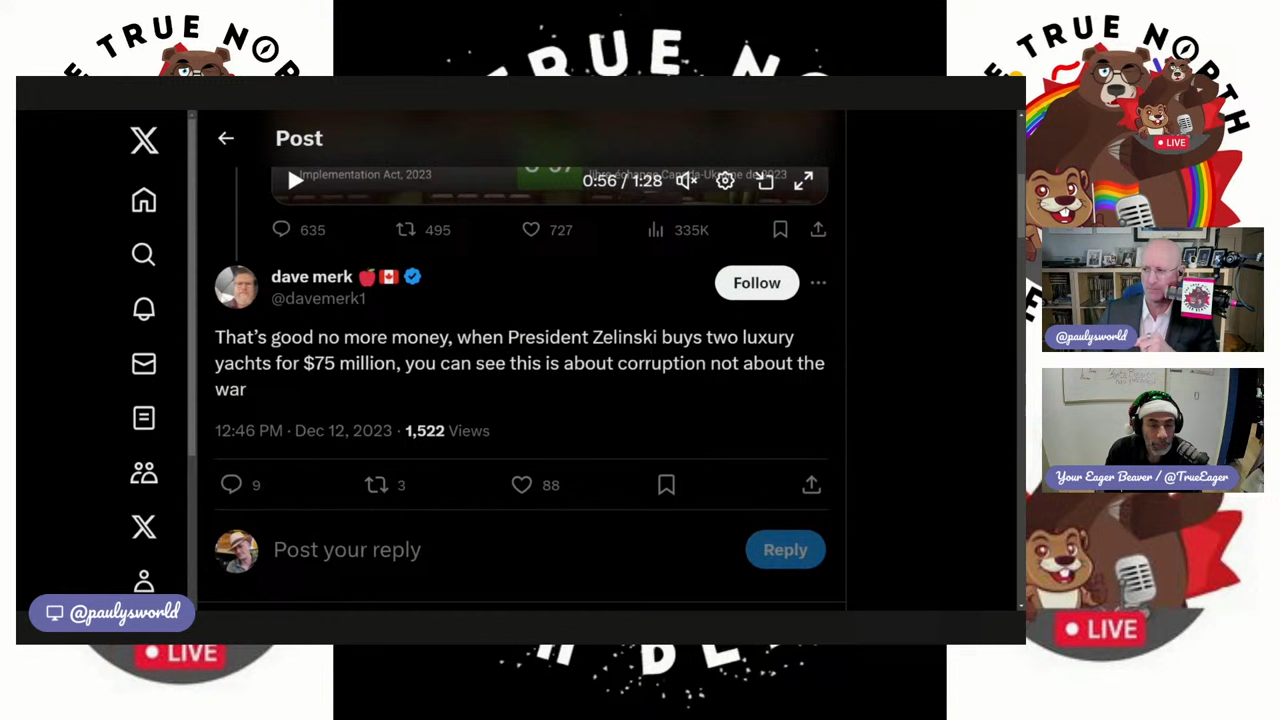 TRUE NO
TRUE NORTH
TRUE NO
LIVE
Post
Implementation Act, 2023
0:56 / 1:28
635
495
727
335K
dave merk
@davemerk1
Follow
That's good no more money, when President Zelinski buys two luxury
yachts for $75 million, you can see this is about corruption not about the
war
12:46 PM · Dec 12, 2023 · 1,522 Views
9
3
88
Post your reply
Reply
@paulysworld
@paulysworld
Your Eager Beaver / @TrueEager
LIVE
LIVE